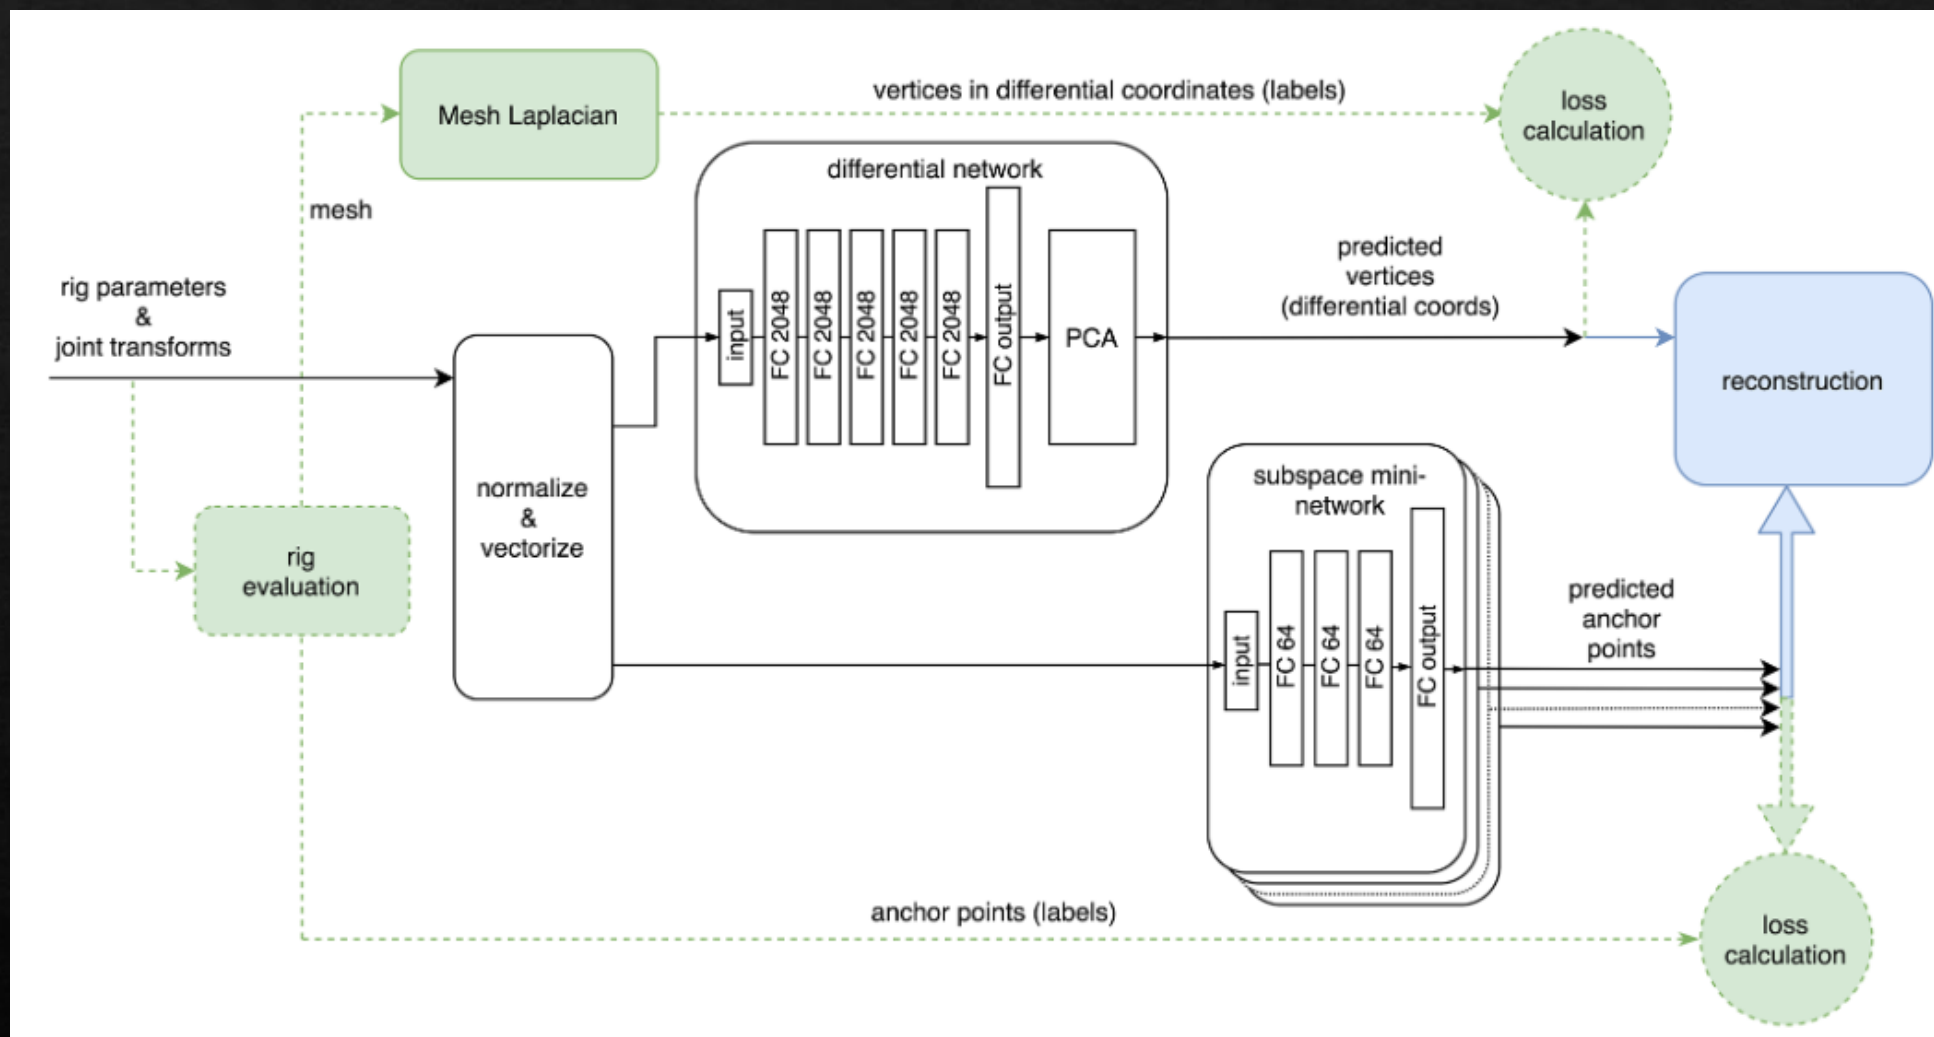 Mesh Laplacian
vertices in differential coordinates (labels)
loss
calculation
mesh
differential network
input
FC 2048
FC 2048
FC 2048
FC 2048
FC 2048
FC output
PCA
predicted
vertices
(differential coords)
reconstruction
rig parameters
&
joint transforms
normalize
&
vectorize
rig
evaluation
subspace mini-
network
input
FC 64
FC 64
FC 64
FC output
predicted
anchor
points
anchor points (labels)
loss
calculation